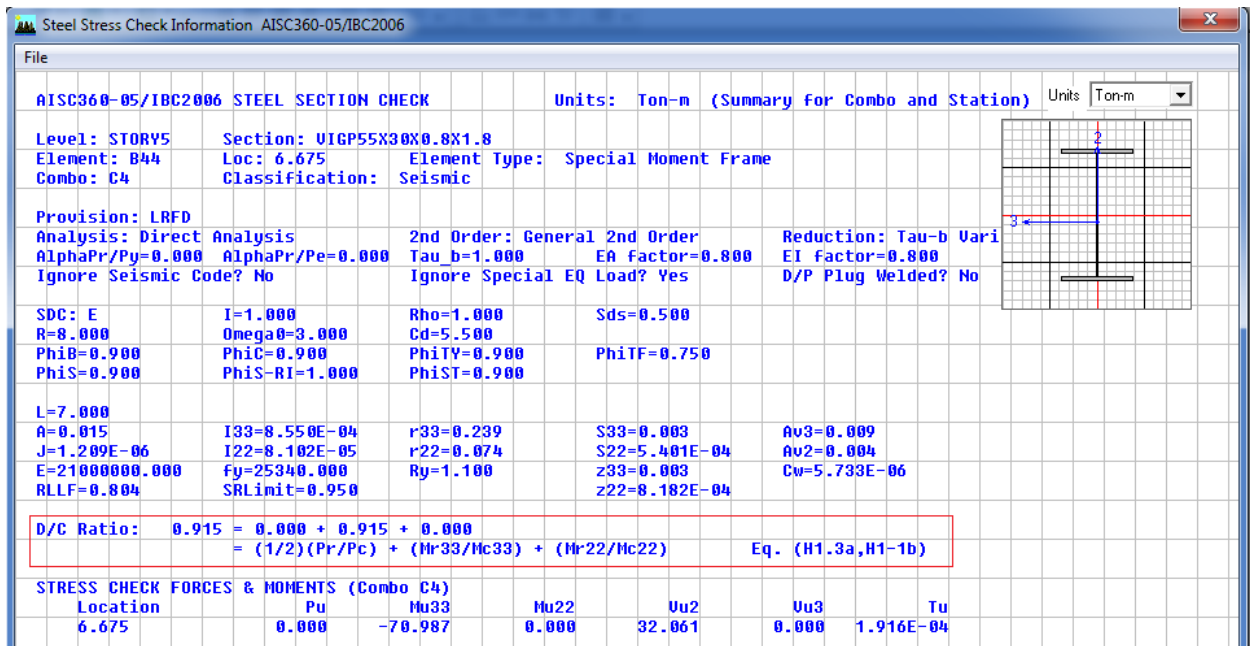 Steel Stress Check Information AISC360-05/IBC2006
File
AISC360-05/IBC2006 STEEL SECTION CHECK Units: Ton-m (Summary for Combo and Station) Units Ton-m
Level: STORY5 Section: VIGP55X30X0.8X1.8
Element: B44 Loc: 6.675 Element Type: Special Moment Frame
Combo: C4 Classification: Seismic
Provision: LRFD
Analysis: Direct Analysis 2nd Order: General 2nd Order Reduction: Tau-b Vari
AlphaPr/Py=0.000 AlphaPr/Pe=0.000 Tau_b=1.000 EA factor=0.800 EI factor=0.800
Ignore Seismic Code? No Ignore Special EQ Load? Yes D/P Plug Welded? No
2
3
SDC: E I=1.000 Rho=1.000 Sds=0.500
R=8.000 Omega0=3.000 Cd=5.500
PhiB=0.900 PhiC=0.900 PhiTY=0.900 PhiTF=0.750
PhiS=0.900 PhiS-RI=1.000 PhiST=0.900
L=7.000
A=0.015 I33=8.550E-04 r33=0.239 S33=0.003 Av3=0.009
J=1.209E-06 I22=8.102E-05 r22=0.074 S22=5.401E-04 Av2=0.004
E=21000000.000 fy=25340.000 Ry=1.100 z33=0.003 Cw=5.733E-06
RLLF=0.804 SRLimit=0.950 z22=8.182E-04
D/C Ratio: 0.915 = 0.000 + 0.915 + 0.000
= (1/2)(Pr/Pc) + (Mr33/Mc33) + (Mr22/Mc22) Eq. (H1.3a,H1-1b)
STRESS CHECK FORCES & MOMENTS (Combo C4)
Location Pu Mu33 Mu22 Vu2 Vu3 Tu
6.675 0.000 -70.987 0.000 32.061 0.000 1.916E-04